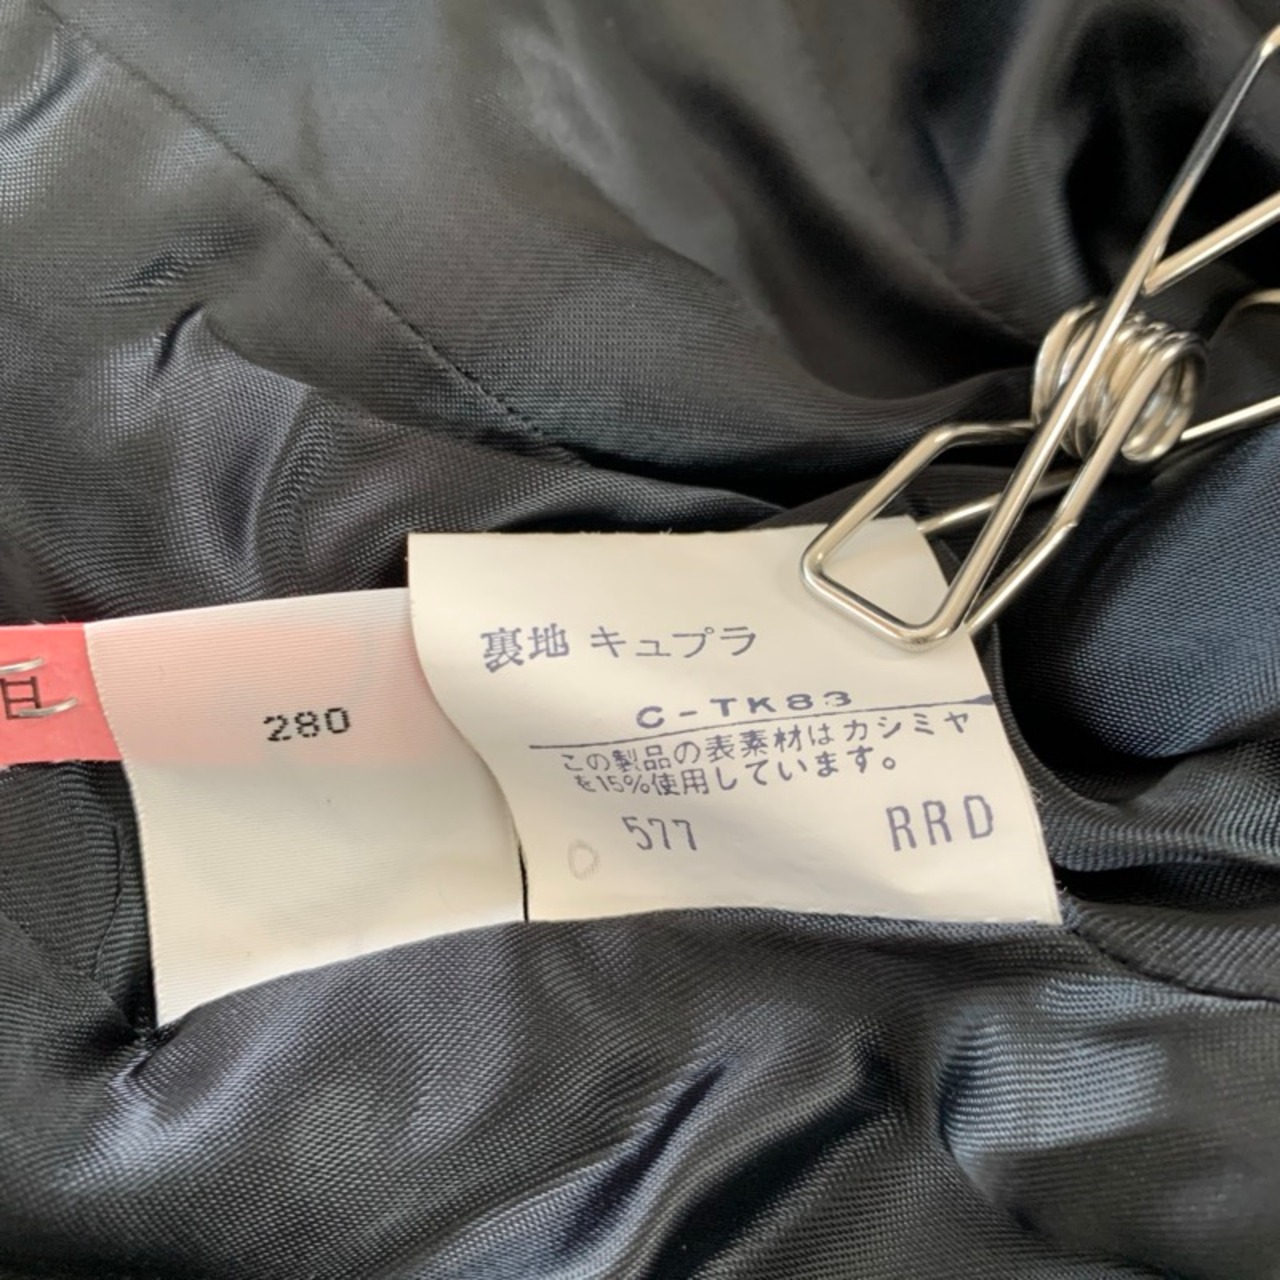 裏地 キュプラ
C-TK83
この製品の表素材はカシミヤ
を15%使用しています。
577 RRD
280